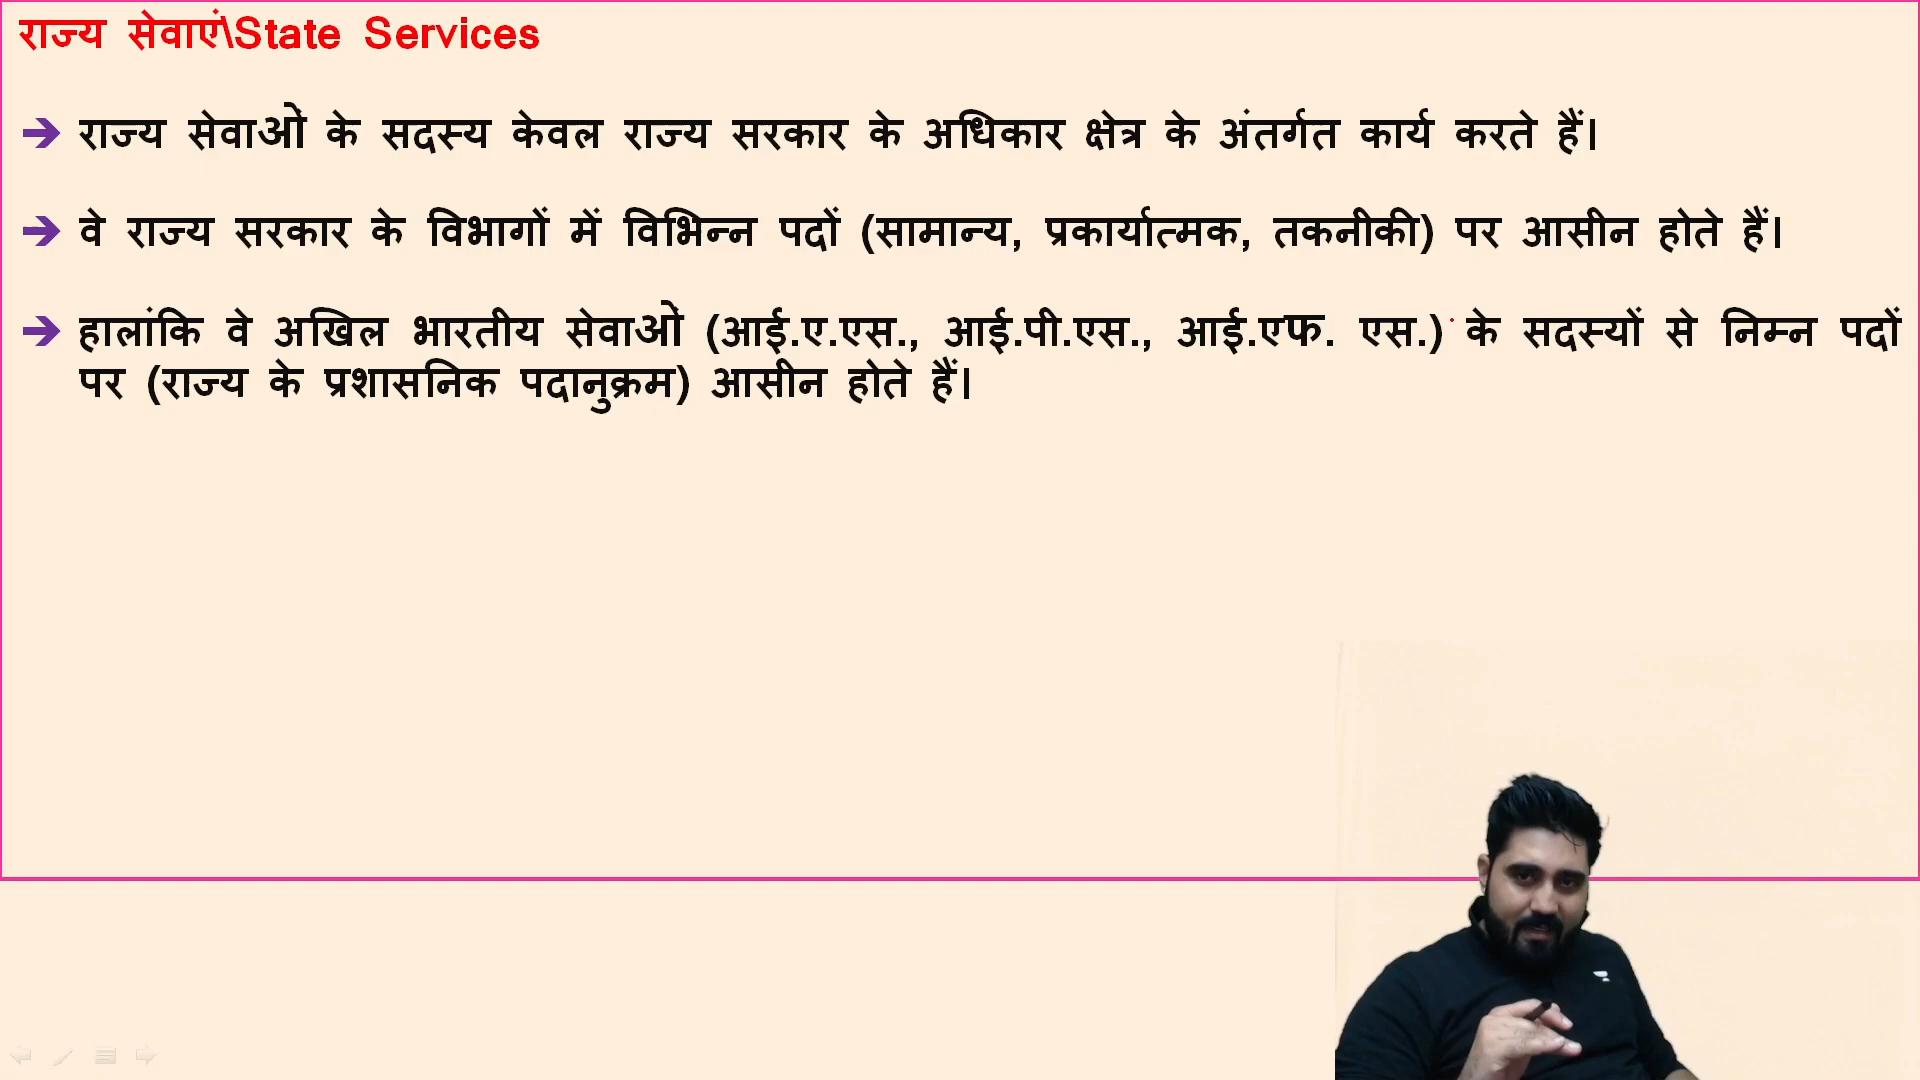 राज्य सेवाएं\State Services
➔ राज्य सेवाओं के सदस्य केवल राज्य सरकार के अधिकार क्षेत्र के अंतर्गत कार्य करते हैं।
➔ वे राज्य सरकार के विभागों में विभिन्न पदों (सामान्य, प्रकार्यात्मक, तकनीकी) पर आसीन होते हैं।
➔ हालांकि वे अखिल भारतीय सेवाओं (आई.ए.एस., आई.पी.एस., आई.एफ. एस.) के सदस्यों से निम्न पदों
पर (राज्य के प्रशासनिक पदानुक्रम) आसीन होते हैं।